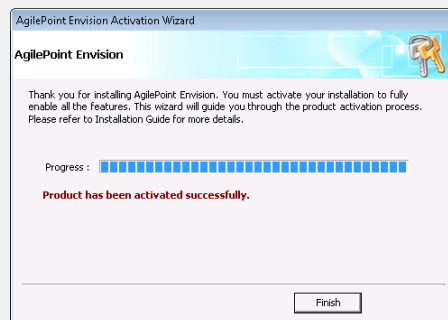 AgilePoint Envision Activation Wizard
AgilePoint Envision
Thank you for installing AgilePoint Envision. You must activate your installation to fully
enable all the features. This wizard will guide you through the product activation process.
Please refer to Installation Guide for more details.
Progress :
Product has been activated successfully.
Finish